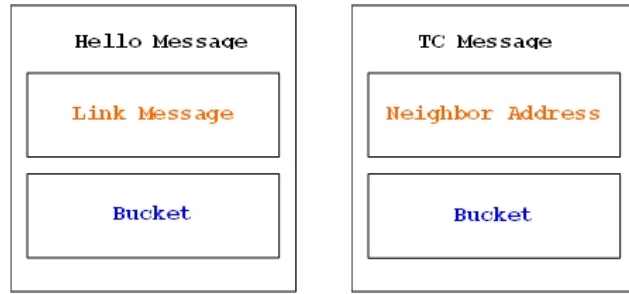 Hello Message
Link Message
Bucket
TC Message
Neighbor Address
Bucket